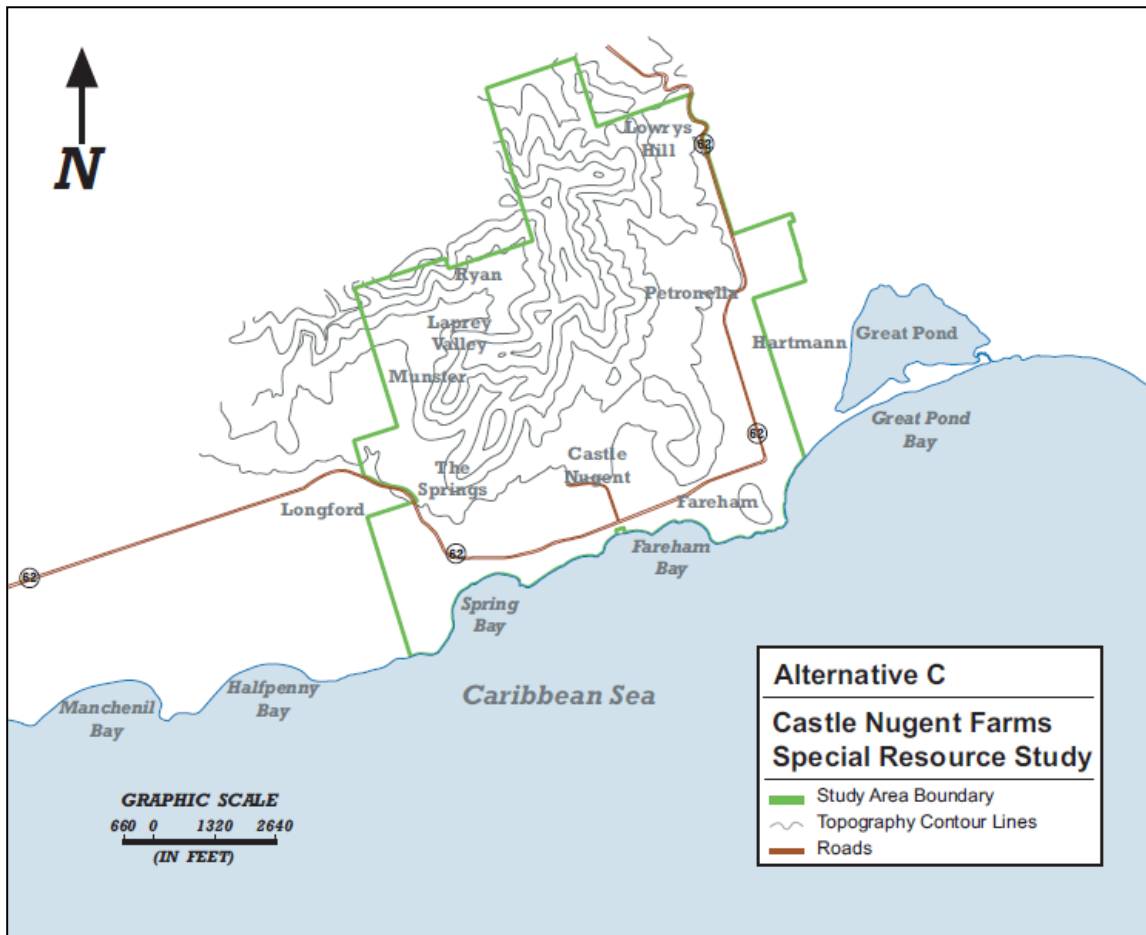 N
Lowrys
Hill
62
Ryan
Petronella
Laprey
Valley
Hartmann
Great Pond
Munster
Great Pond
Bay
62
Castle
Nugent
The
Springs
Fareham
Longford
62
Fareham
Bay
62
Spring
Bay
Halfpenny
Bay
Manchenil
Bay
Caribbean Sea
GRAPHIC SCALE
660 0 1320 2640
(IN FEET)
Alternative C
Castle Nugent Farms
Special Resource Study
Study Area Boundary
Topography Contour Lines
Roads